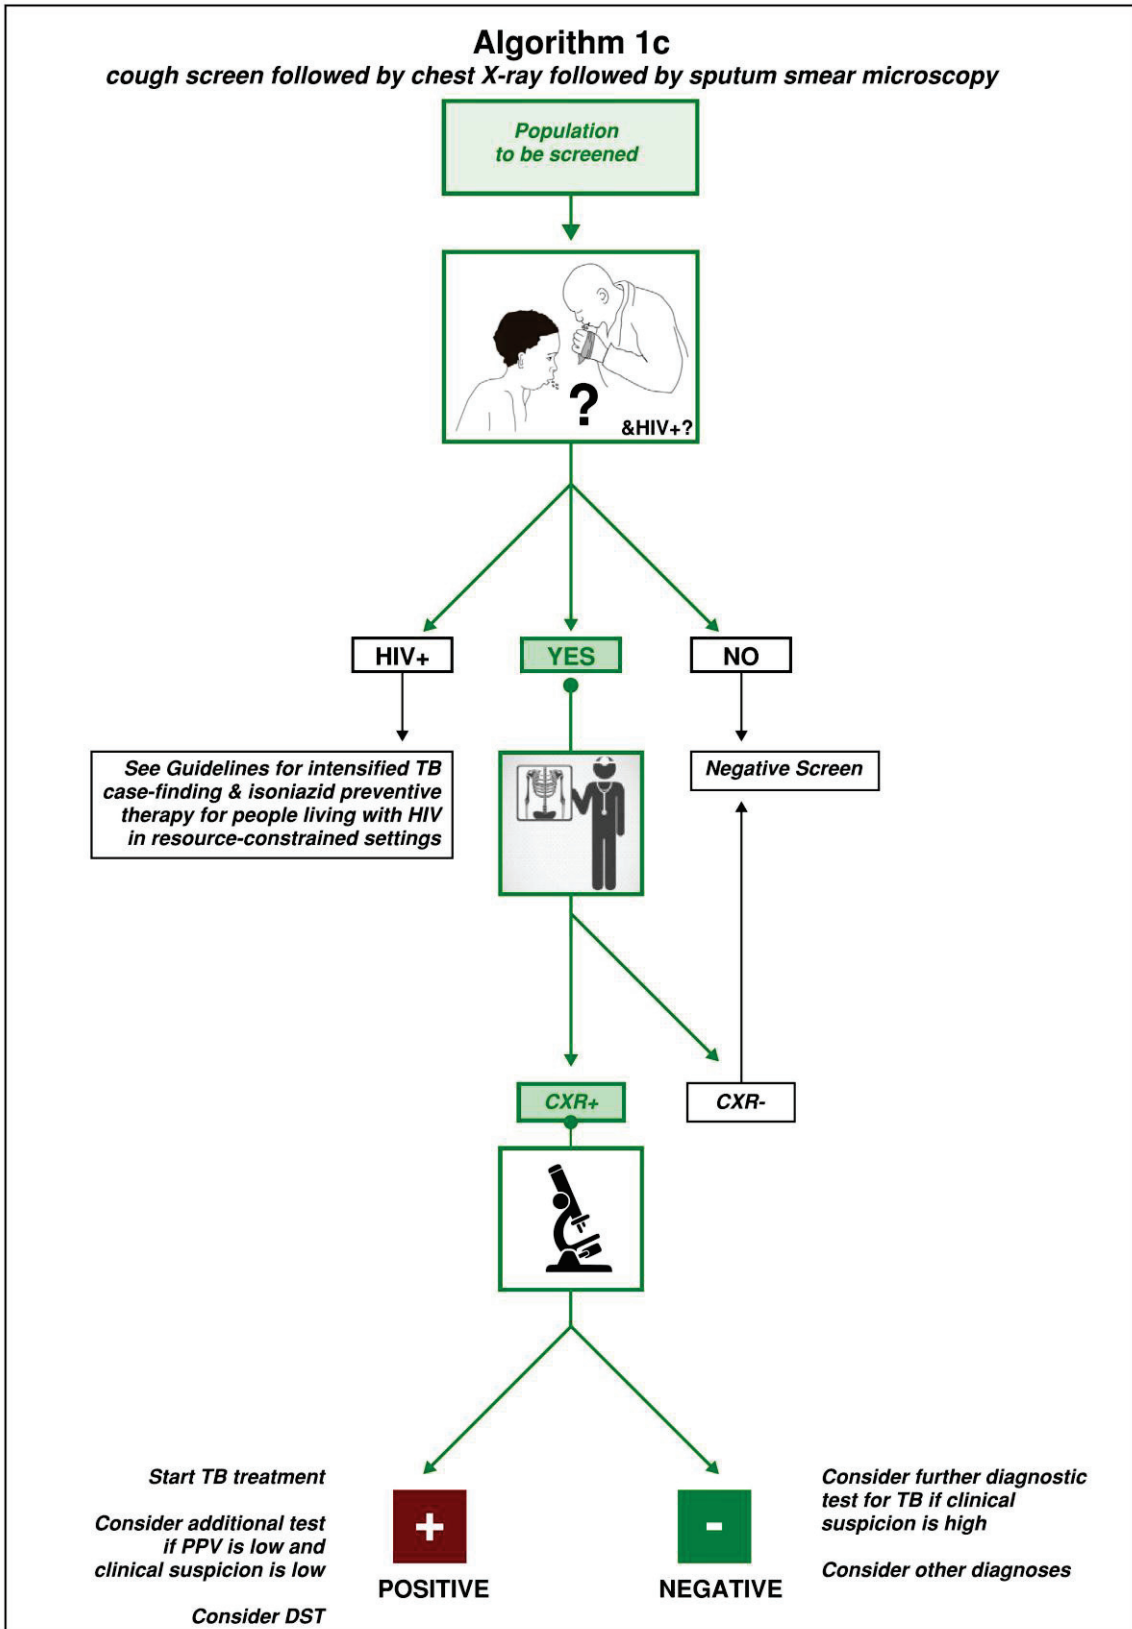 Algorithm 1c
cough screen followed by chest X-ray followed by sputum smear microscopy
Population
to be screened
?
&HIV+?
HIV+
YES
NO
See Guidelines for intensified TB
case-finding & isoniazid preventive
therapy for people living with HIV
in resource-constrained settings
Negative Screen
CXR+
CXR-
Start TB treatment
Consider additional test
if PPV is low and
clinical suspicion is low
Consider DST
+
POSITIVE
-
NEGATIVE
Consider further diagnostic
test for TB if clinical
suspicion is high
Consider other diagnoses